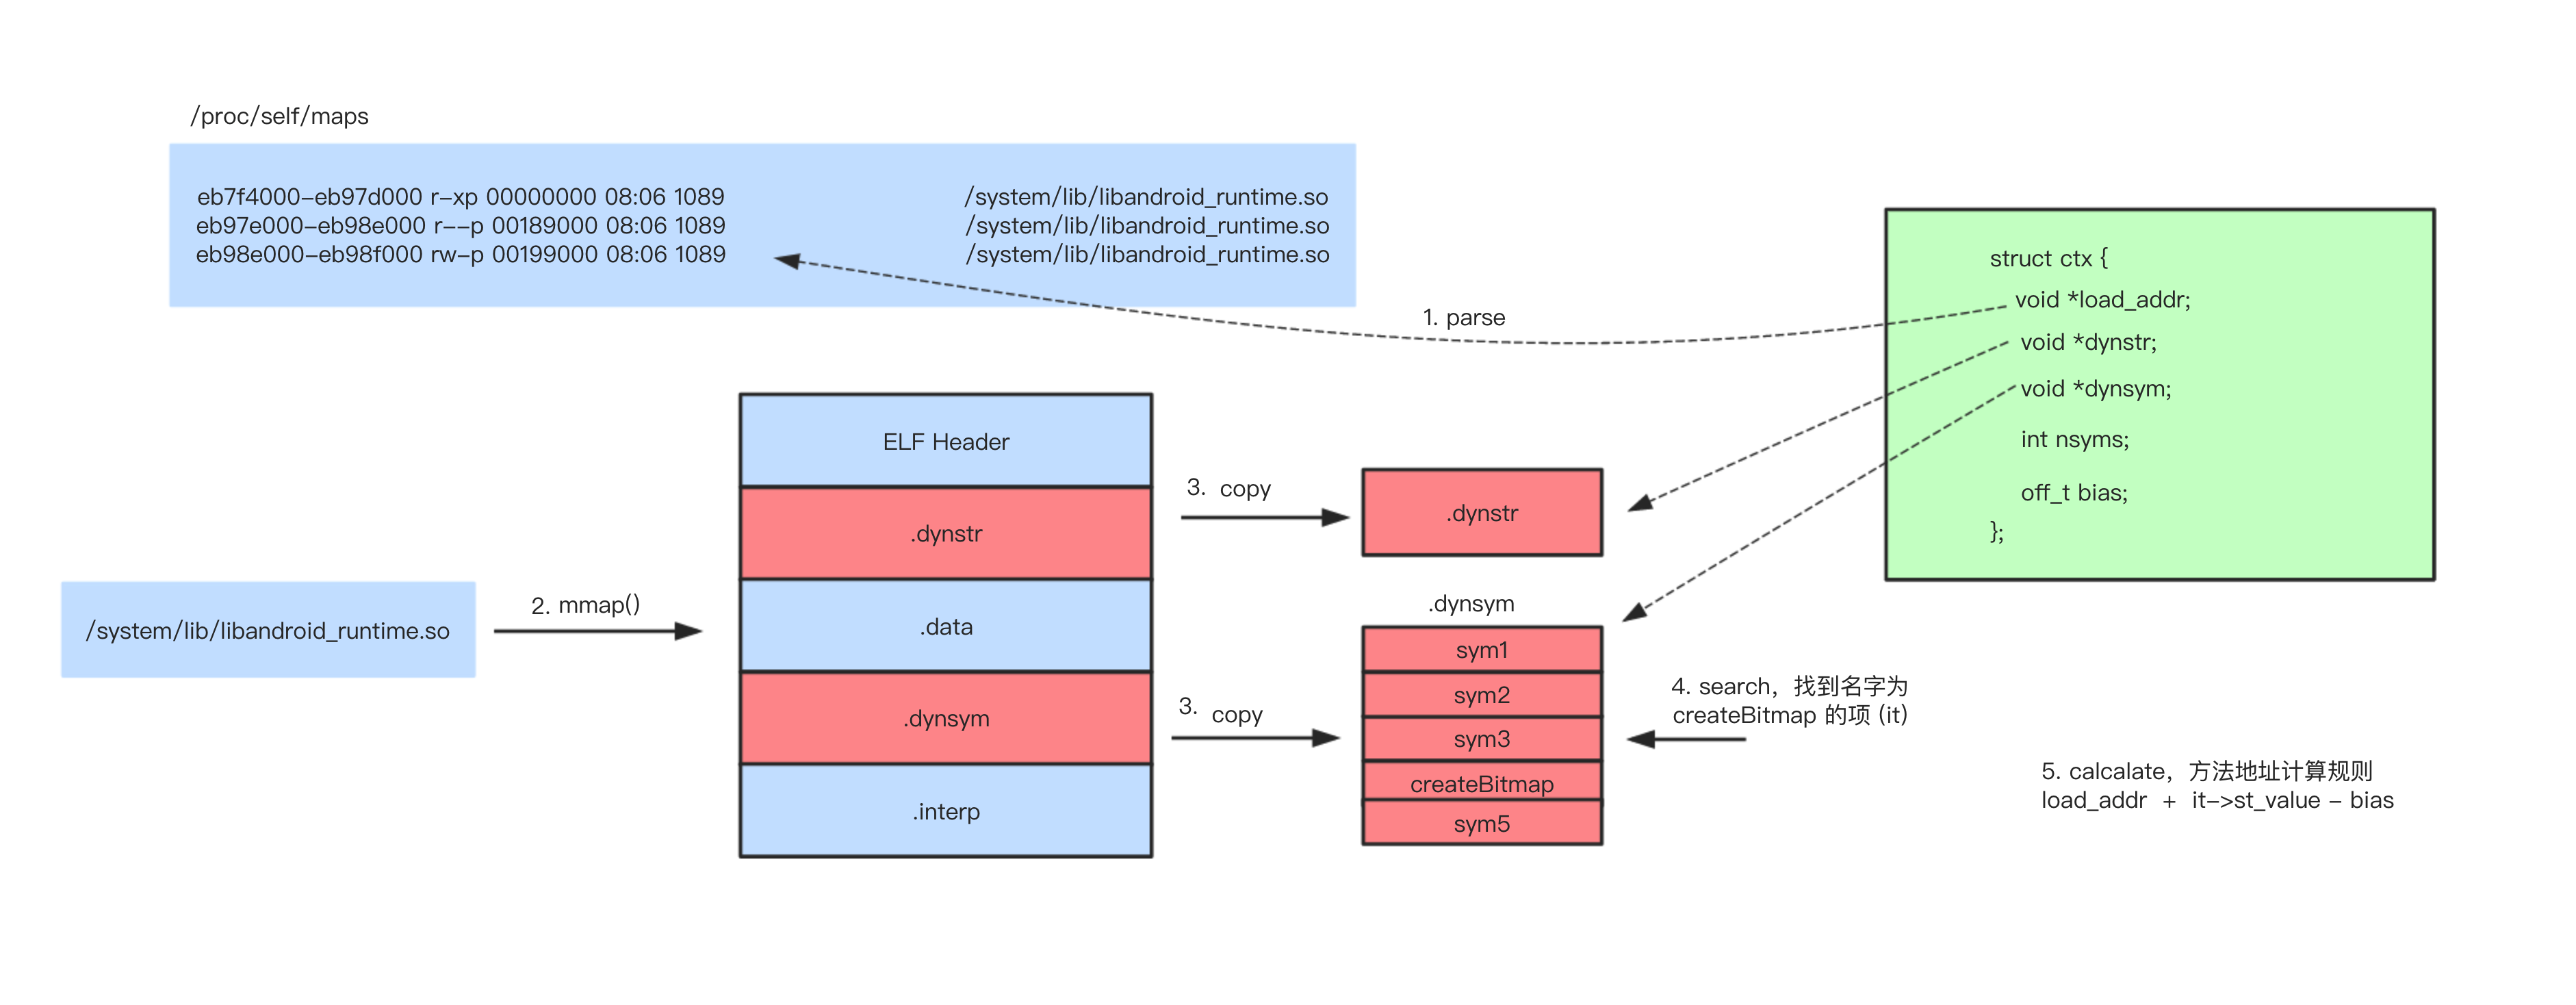 /proc/self/maps
eb7f4000-eb97d000 r-xp 00000000 08:06 1089 /system/lib/libandroid_runtime.so
eb97e000-eb98e000 r--p 00189000 08:06 1089 /system/lib/libandroid_runtime.so
eb98e000-eb98f000 rw-p 00199000 08:06 1089 /system/lib/libandroid_runtime.so
1. parse
struct ctx {
void *load_addr;
void *dynstr;
void *dynsym;
int nsyms;
off_t bias;
};
/system/lib/libandroid_runtime.so
2. mmap()
ELF Header
.dynstr
.data
.dynsym
.interp
3. copy
3. copy
.dynstr
.dynsym
sym1
sym2
sym3
createBitmap
sym5
4. search，找到名字为
createBitmap 的项 (it)
5. calcalate，方法地址计算规则
load_addr + it->st_value - bias